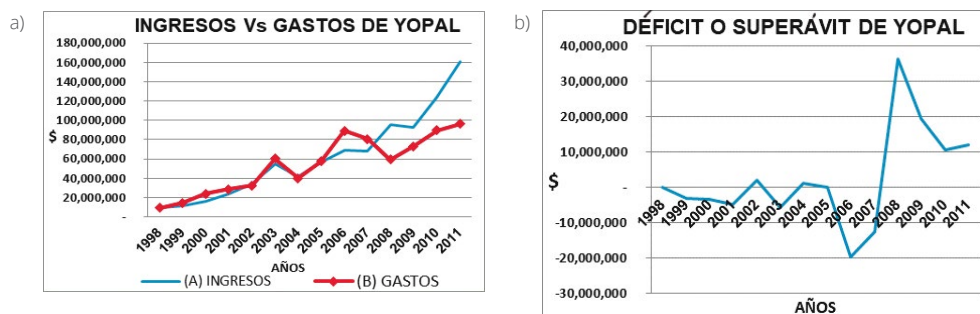 a)
INGRESOS Vs GASTOS DE YOPAL
180,000,000
160,000,000
140,000,000
120,000,000
100,000,000
80,000,000
60,000,000
40,000,000
20,000,000
-
$
1998 1999 2000 2001 2002 2003 2004 2005 2006 2007 2008 2009 2010 2011
AÑOS
(A) INGRESOS (B) GASTOS
b)
DÉFICIT O SUPERÁVIT DE YOPAL
40,000,000
30,000,000
20,000,000
10,000,000
-
-10,000,000
-20,000,000
-30,000,000
$
1998 1999 2000 2001 2002 2003 2004 2005 2006 2007 2008 2009 2010 2011
AÑOS